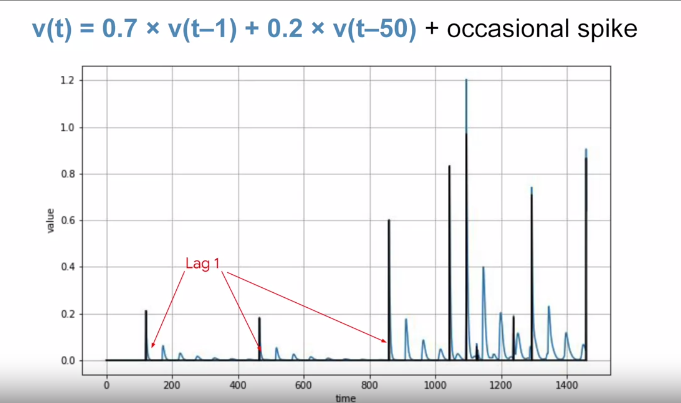 v(t) = 0.7 × v(t–1) + 0.2 × v(t–50) + occasional spike
1.2
1.0
0.8
0.6
0.4
0.2
0.0
value
Lag 1
0 200 400 600 800 1000 1200 1400
time